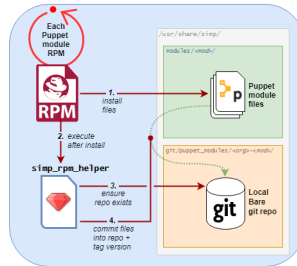 Each
Puppet
module
RPM
/usr/share/simp/
modules/<mod>/
RPM
1.
install
files
p
Puppet
module
files
2. execute
after install
simp_rpm_helper
git/puppet_modules/<org>-<mod>/
3.
ensure
repo exists
4.
commit files
into repo +
tag version
git
Local
Bare
git repo